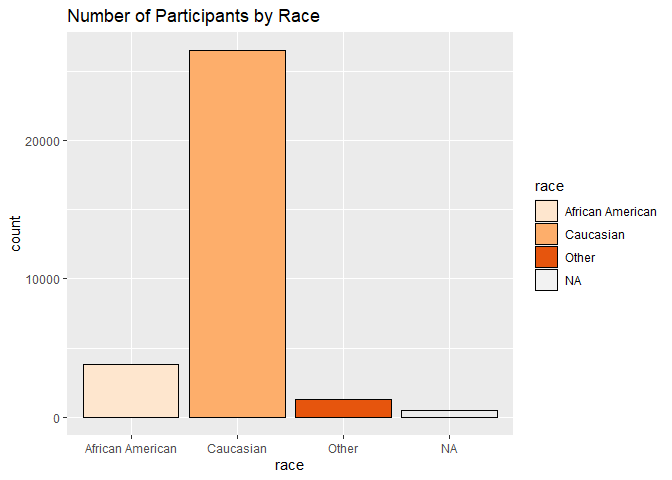 Number of Participants by Race
count
20000
10000
0
African American
Caucasian
Other
NA
race
race
African American
Caucasian
Other
NA